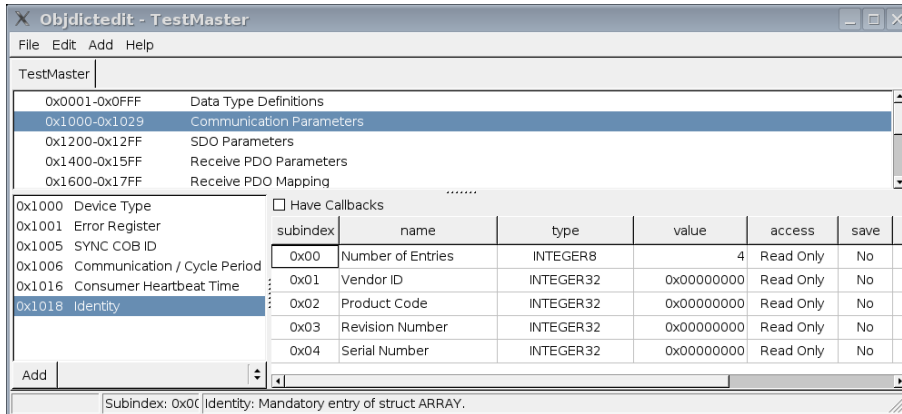 Objdictedit - TestMaster
File Edit Add Help
TestMaster
0x0001-0x0FFF Data Type Definitions
0x1000-0x1029 Communication Parameters
0x1200-0x12FF SDO Parameters
0x1400-0x15FF Receive PDO Parameters
0x1600-0x17FF Receive PDO Mapping
0x1000 Device Type
0x1001 Error Register
0x1005 SYNC COB ID
0x1006 Communication / Cycle Period
0x1016 Consumer Heartbeat Time
0x1018 Identity
Add
Have Callbacks
subindex name type value access save
0x00 Number of Entries INTEGER8 4 Read Only No
0x01 Vendor ID INTEGER32 0x00000000 Read Only No
0x02 Product Code INTEGER32 0x00000000 Read Only No
0x03 Revision Number INTEGER32 0x00000000 Read Only No
0x04 Serial Number INTEGER32 0x00000000 Read Only No
Subindex: 0x00 Identity: Mandatory entry of struct ARRAY.